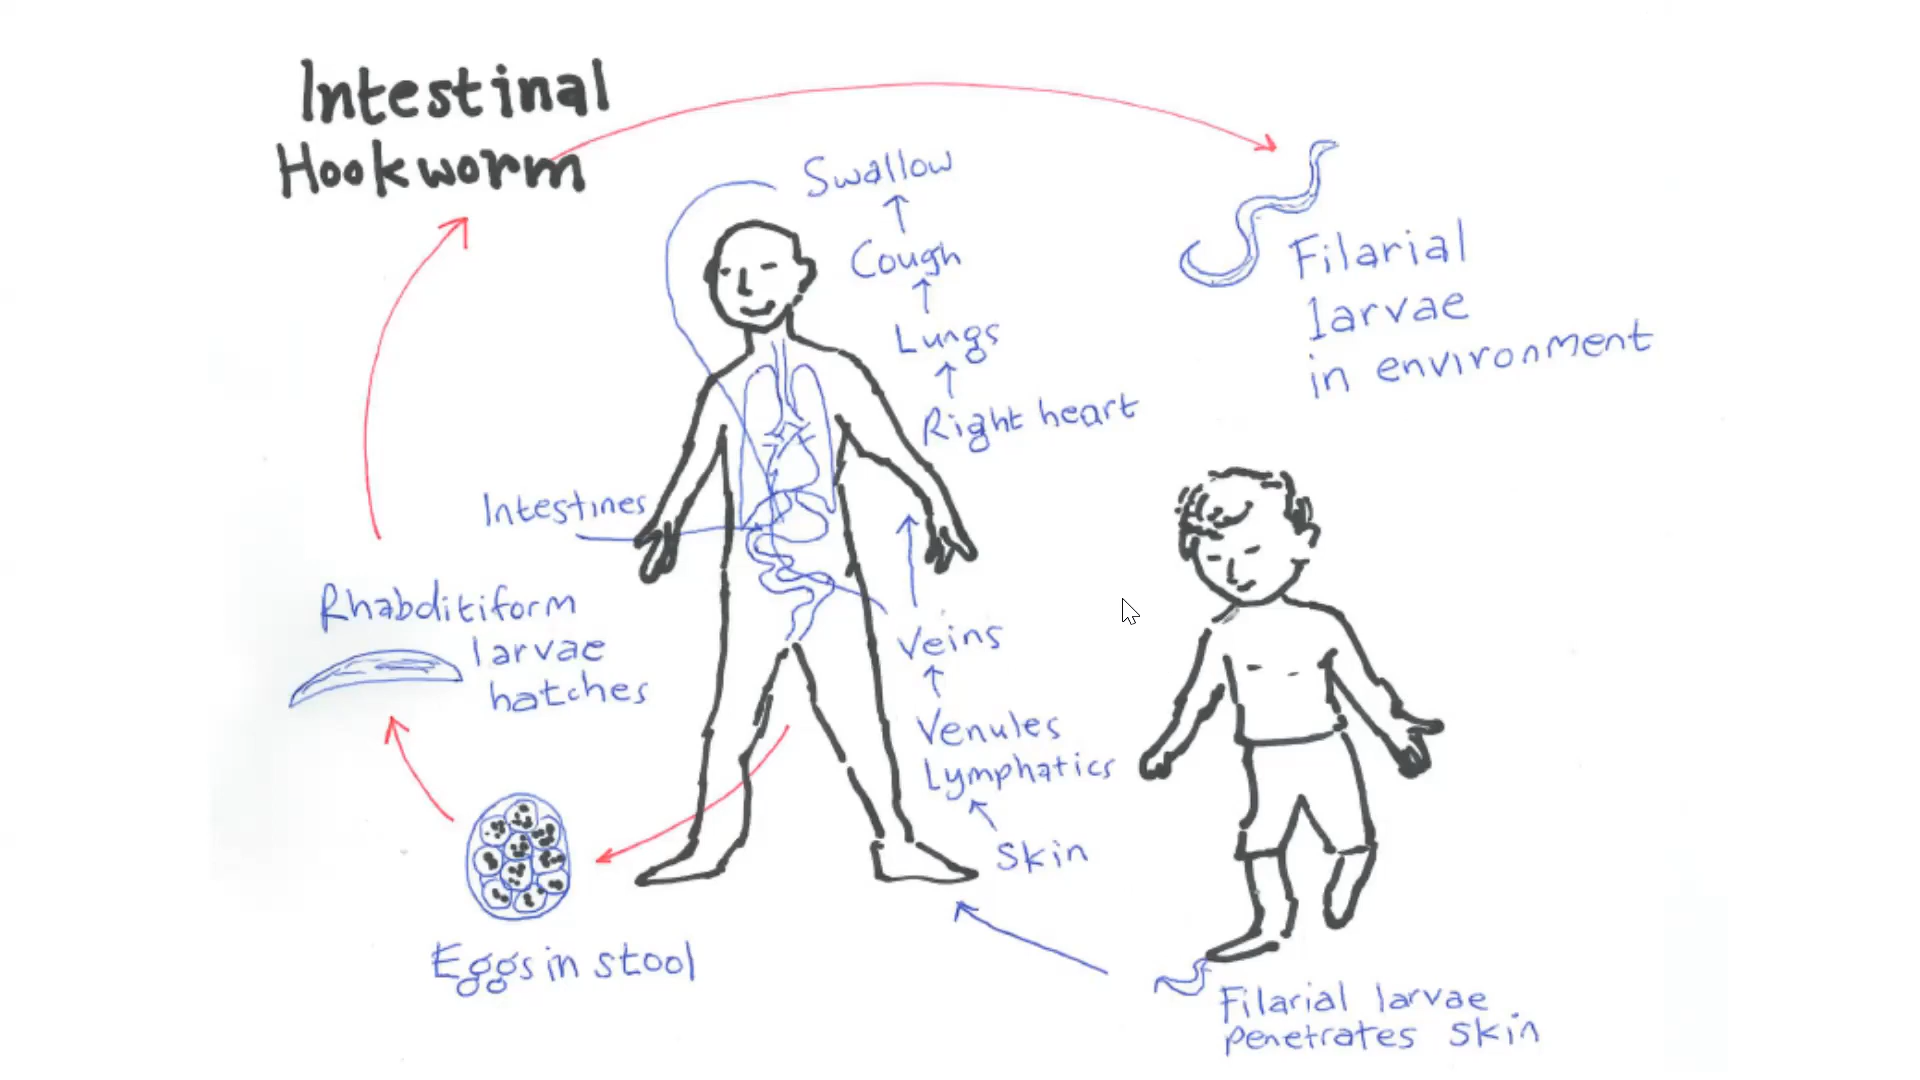 Intestinal
Hookworm
Swallow
Cough
Lungs
Right heart
Filarial
larvae
in environment
Intestines
Rhabditiform
larvae
hatches
Veins
Venules
Lymphatics
Skin
Eggs in stool
Filarial larvae
penetrates skin